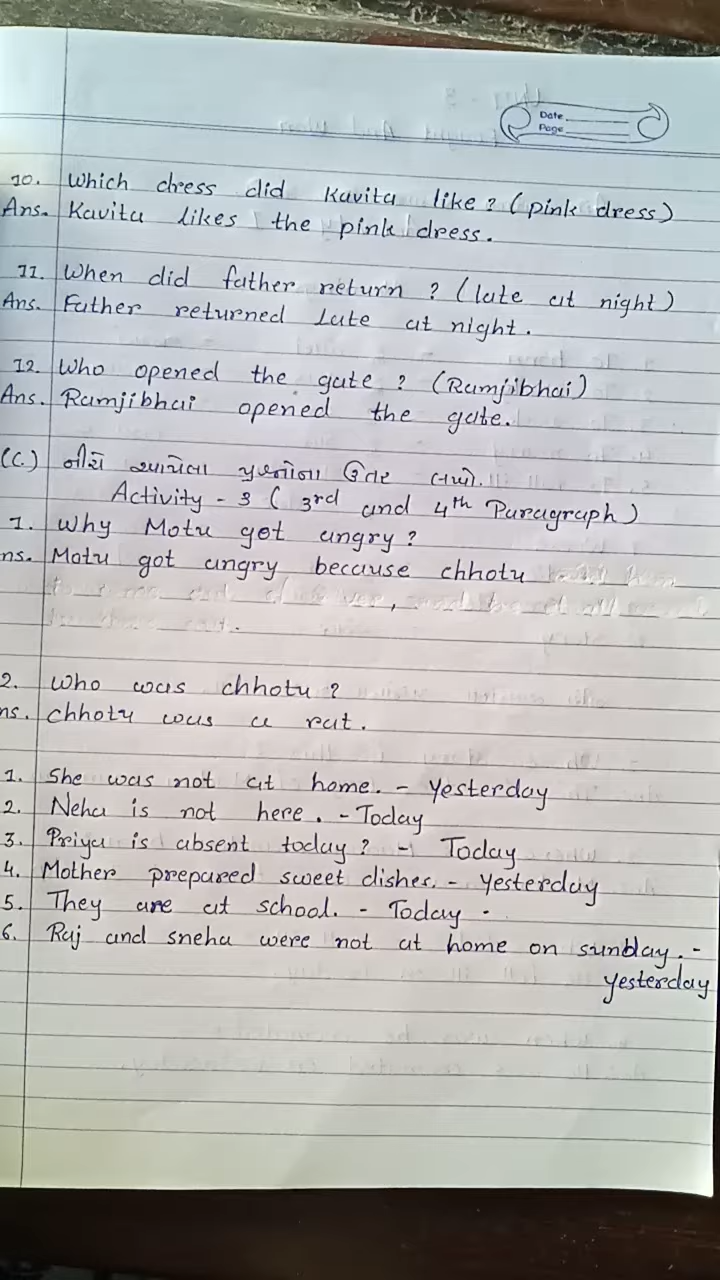 Date
Page
10. Which dress did Kavita like? (pink dress)
Ans. Kavita likes the pink dress.
11. When did father return? (late at night)
Ans. Father returned Late at night.
12. Who opened the gate? (Ramjibhai)
Ans. Ramjibhai opened the gate.
(C.) નીચે આપેલા પ્રશ્નોના ઉત્તર લખો.
Activity - 3 ( 3rd and 4th Paragraph)
1. Why Motu got angry?
ns. Motu got angry because chhotu
2. Who was chhotu?
ns. chhotu was a rat.
1. She was not at home. - Yesterday
2. Neha is not here. - Today
3. Priya is absent today? - Today
4. Mother prepared sweet dishes. - Yesterday
5. They are at school. - Today.
6. Raj and sneha were not at home on sunday. -
Yesterday